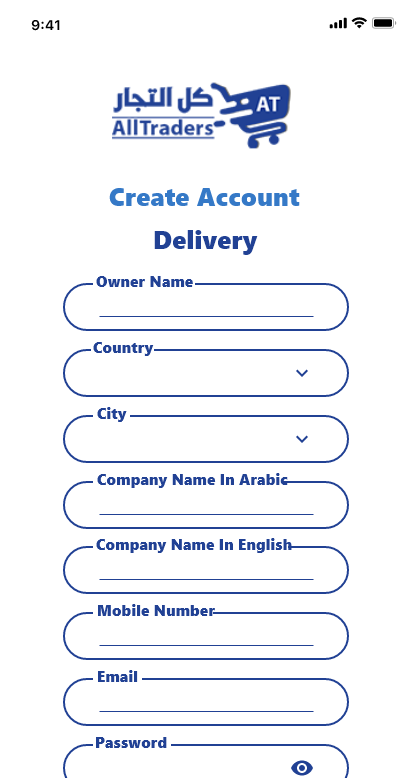 9:41
كل التجار
AllTraders
AT
Create Account
Delivery
Owner Name
Country
City
Company Name In Arabic
Company Name In English
Mobile Number
Email
Password